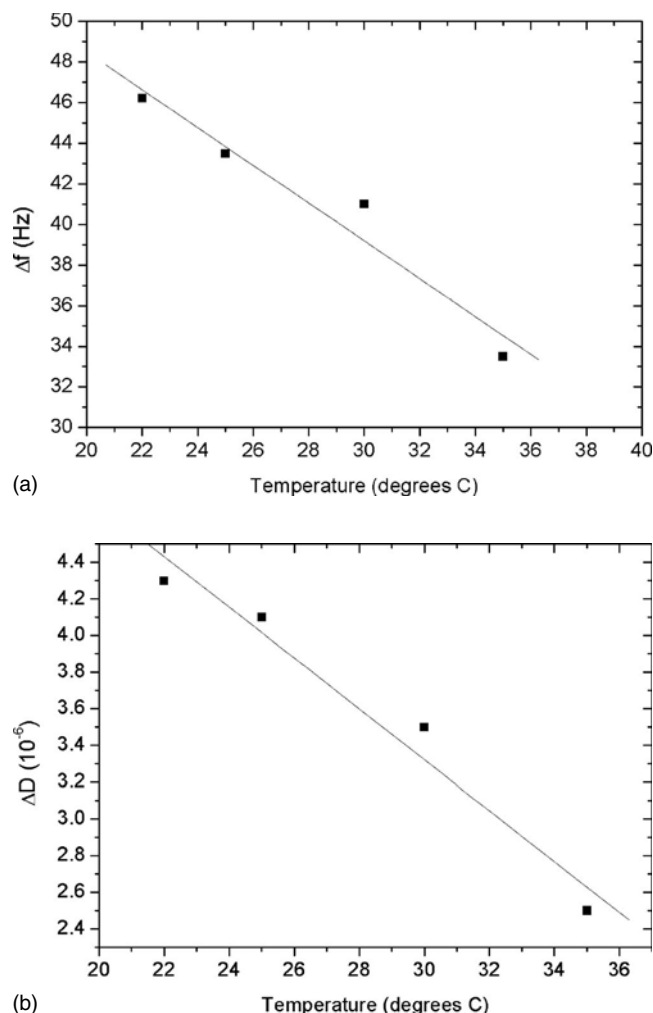 50
48
46
44
42
40
38
36
34
32
30
Δf (Hz)
20 22 24 26 28 30 32 34 36 38 40
Temperature (degrees C)
(a)
4.4
4.2
4.0
3.8
3.6
3.4
3.2
3.0
2.8
2.6
2.4
ΔD (10⁻⁶)
20 22 24 26 28 30 32 34 36
Temperature (degrees C)
(b)